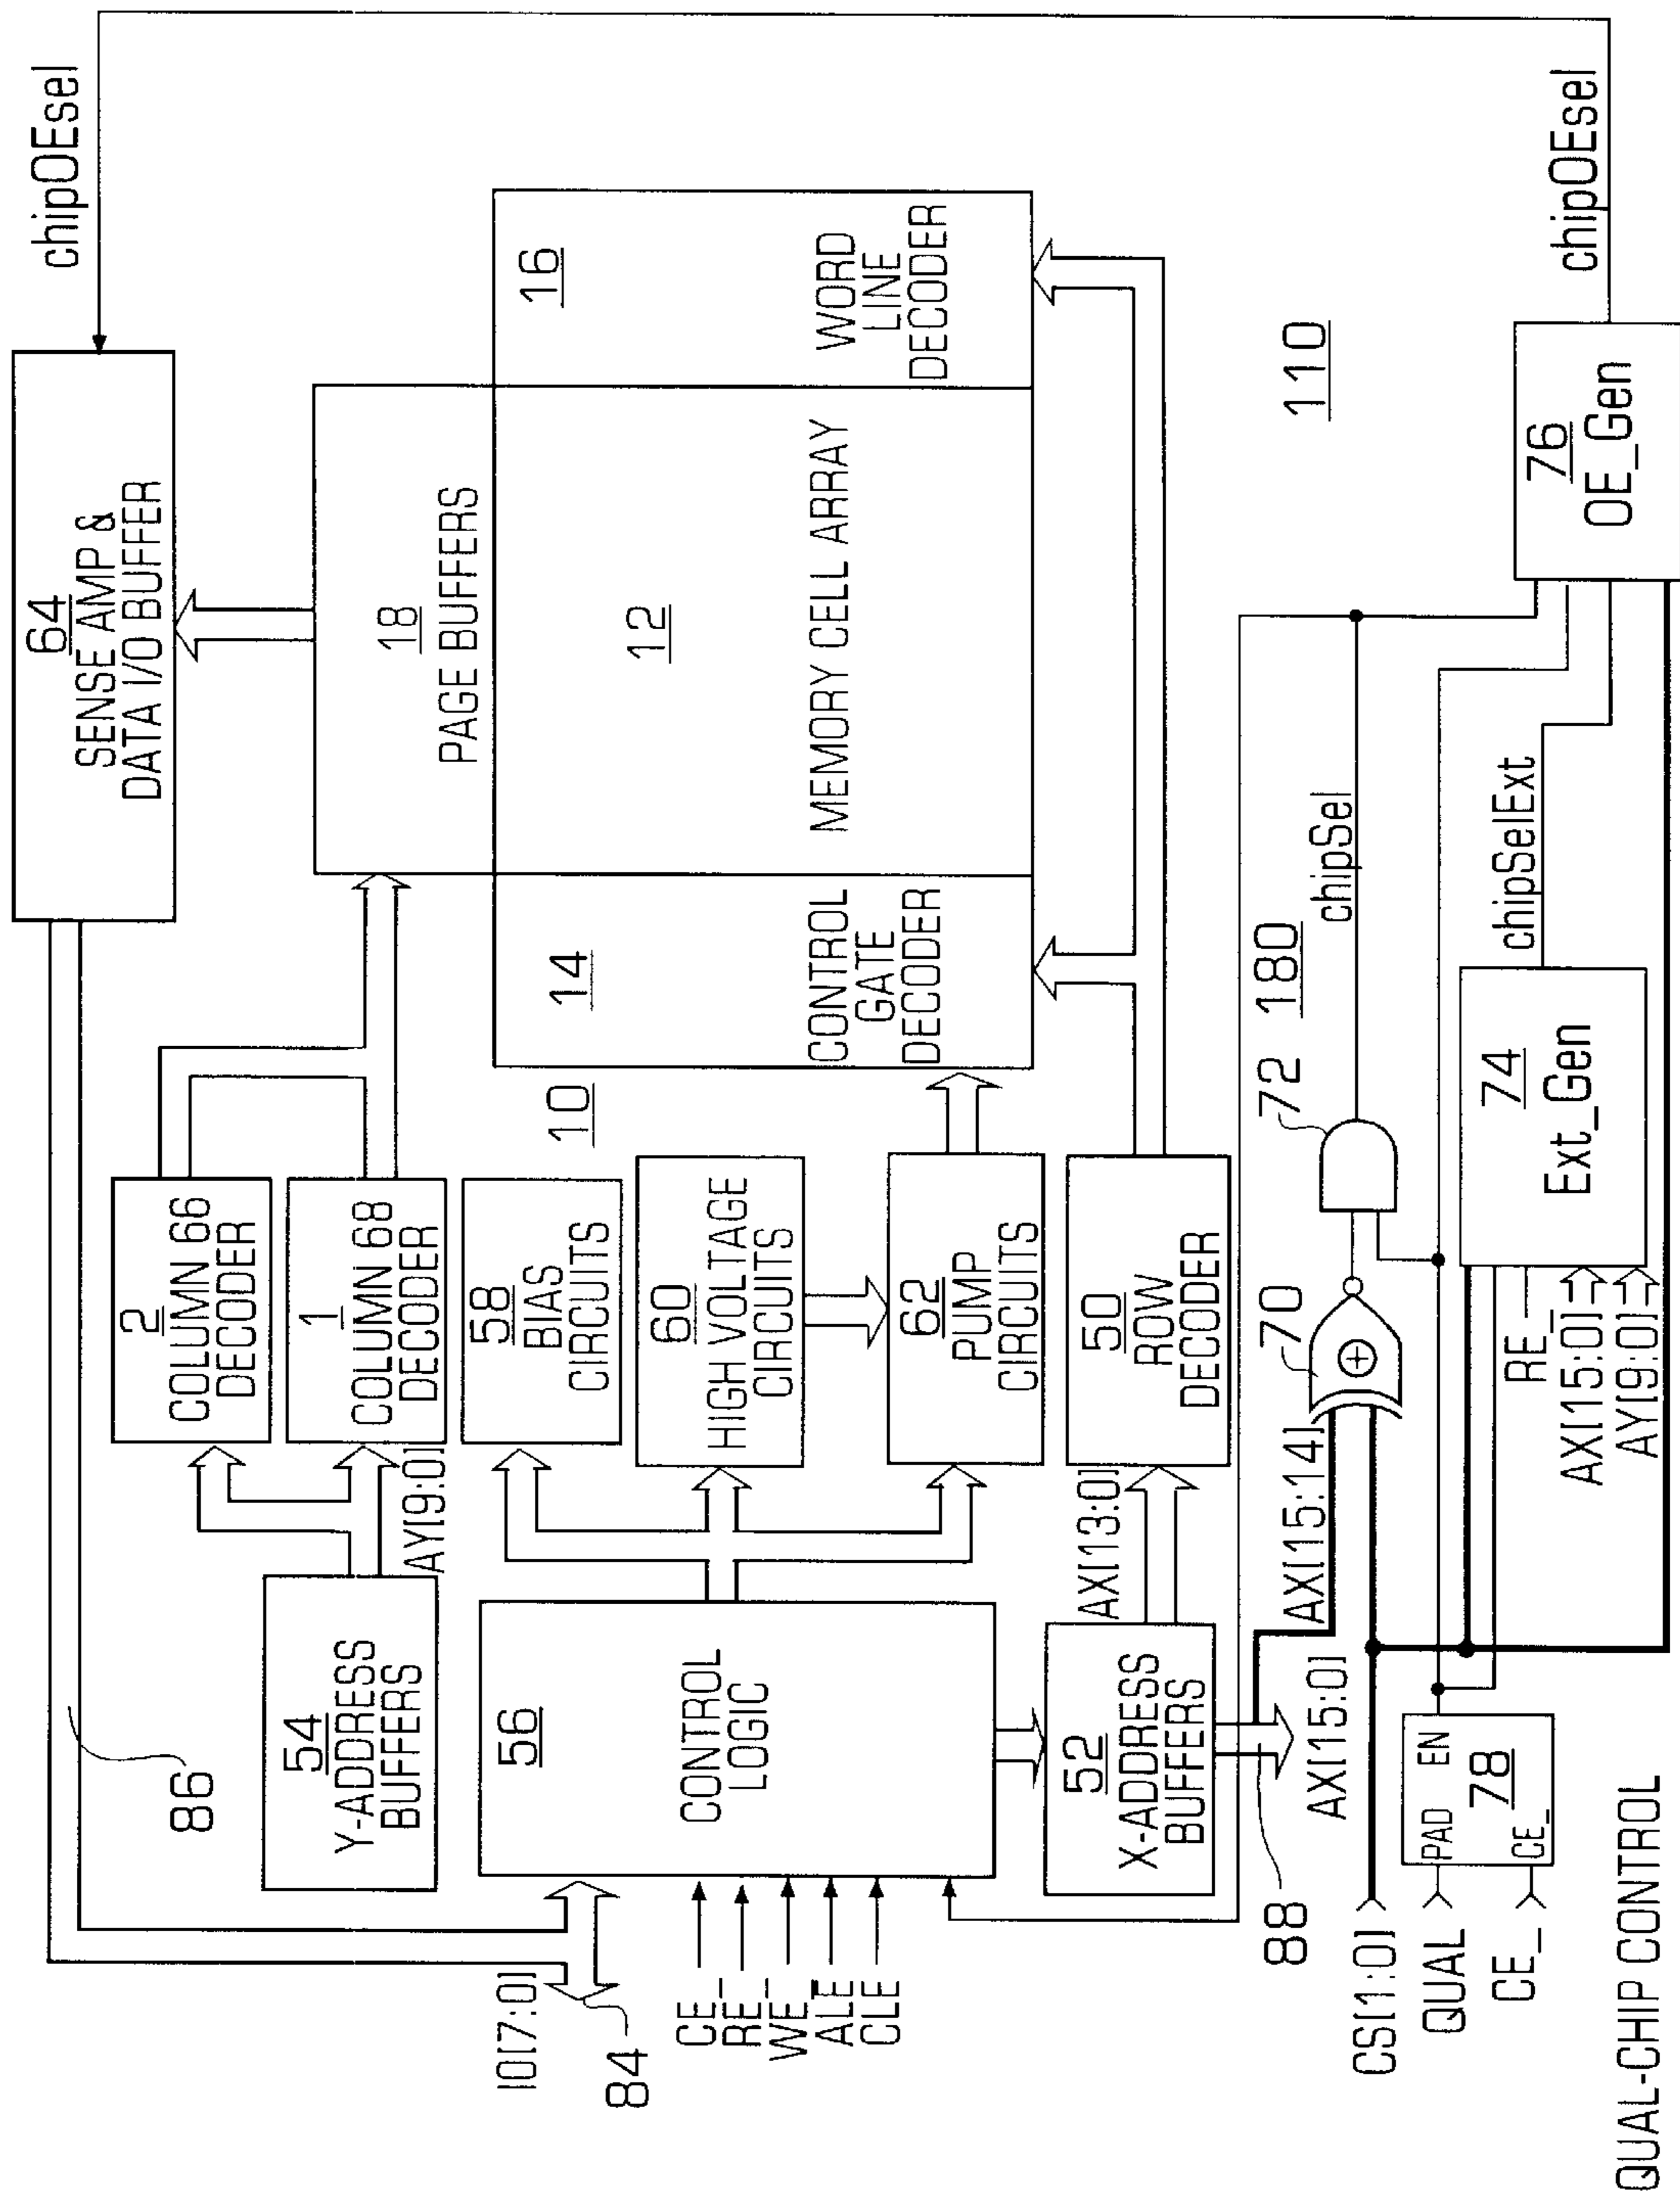 chipOEsel
64
SENSE AMP &
DATA I/O BUFFER
18
PAGE BUFFERS
12
MEMORY CELL ARRAY
16
WORD
LINE
DECODER
14
CONTROL
GATE
DECODER
10
2
COLUMN 66
DECODER
1
COLUMN 68
DECODER
58
BIAS
CIRCUITS
60
HIGH VOLTAGE
CIRCUITS
62
PUMP
CIRCUITS
50
ROW
DECODER
86
54
Y-ADDRESS
BUFFERS
AY[9:0]
56
CONTROL
LOGIC
AX[13:0]
52
X-ADDRESS
BUFFERS
IO[7:0]
84
CE_
RE_
WE_
ALE
CLE
88
AX[15:0]
AX[15:14]
70
72
180
chipSel
110
CS[1:0]
QUAL
CE_
PAD EN
78
CE_
RE_
AX[15:0]
AY[9:0]
74
Ext_Gen
chipSelExt
76
OE_Gen
chipOEsel
QUAL-CHIP CONTROL